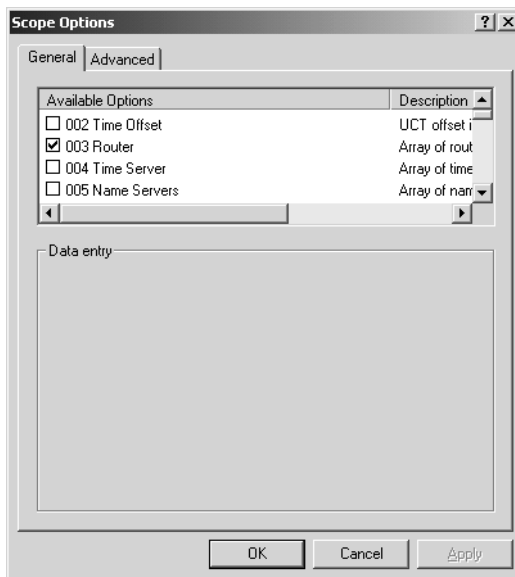 Scope Options
General Advanced
Available Options Description
002 Time Offset UCT offset i
003 Router Array of rout
004 Time Server Array of time
005 Name Servers Array of nam
Data entry
OK Cancel Apply